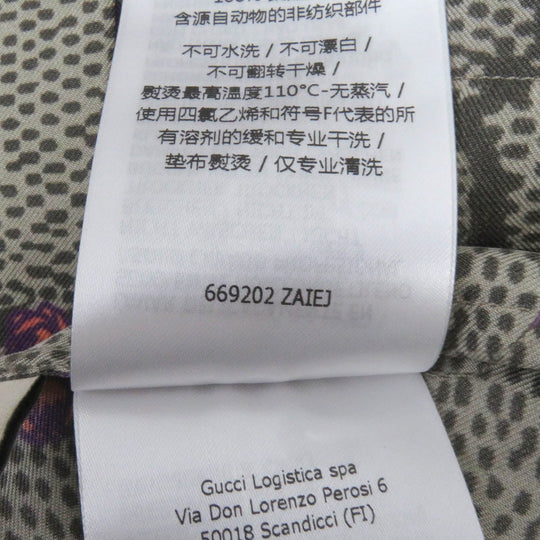 含源自动物的非纺织部件
不可水洗 / 不可漂白 /
不可翻转干燥 /
熨烫最高温度110°C-无蒸汽 /
使用四氯乙烯和符号F代表的所
有溶剂的缓和专业干洗 /
垫布熨烫 / 仅专业清洗
669202 ZAIEJ
Gucci Logistica spa
Via Don Lorenzo Perosi 6
50018 Scandicci (FI)